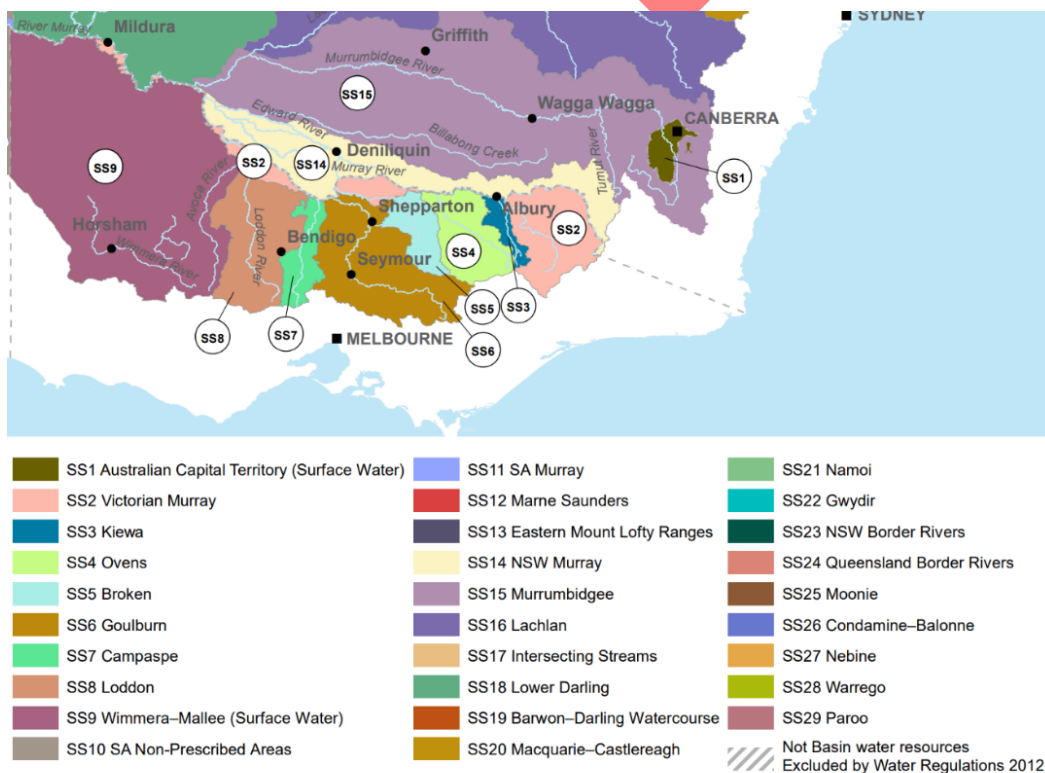 SYDNEY
River Murray
Mildura
Griffith
Murrumbidgee River
SS15
Wagga Wagga
CANBERRA
Edward River
Billabong Creek
Tumut River
SS9
SS2
SS14
Deniliquin
Murray River
SS1
Avoca River
Albury
Shepparton
SS2
Horsham
Loddon River
Bendigo
SS4
Wimmera River
Seymour
SS5
SS3
SS8
SS7
MELBOURNE
SS6
SS1 Australian Capital Territory (Surface Water)
SS2 Victorian Murray
SS3 Kiewa
SS4 Ovens
SS5 Broken
SS6 Goulburn
SS7 Campaspe
SS8 Loddon
SS9 Wimmera–Mallee (Surface Water)
SS10 SA Non-Prescribed Areas
SS11 SA Murray
SS12 Marne Saunders
SS13 Eastern Mount Lofty Ranges
SS14 NSW Murray
SS15 Murrumbidgee
SS16 Lachlan
SS17 Intersecting Streams
SS18 Lower Darling
SS19 Barwon–Darling Watercourse
SS20 Macquarie–Castlereagh
SS21 Namoi
SS22 Gwydir
SS23 NSW Border Rivers
SS24 Queensland Border Rivers
SS25 Moonie
SS26 Condamine–Balonne
SS27 Nebine
SS28 Warrego
SS29 Paroo
Not Basin water resources
Excluded by Water Regulations 2012